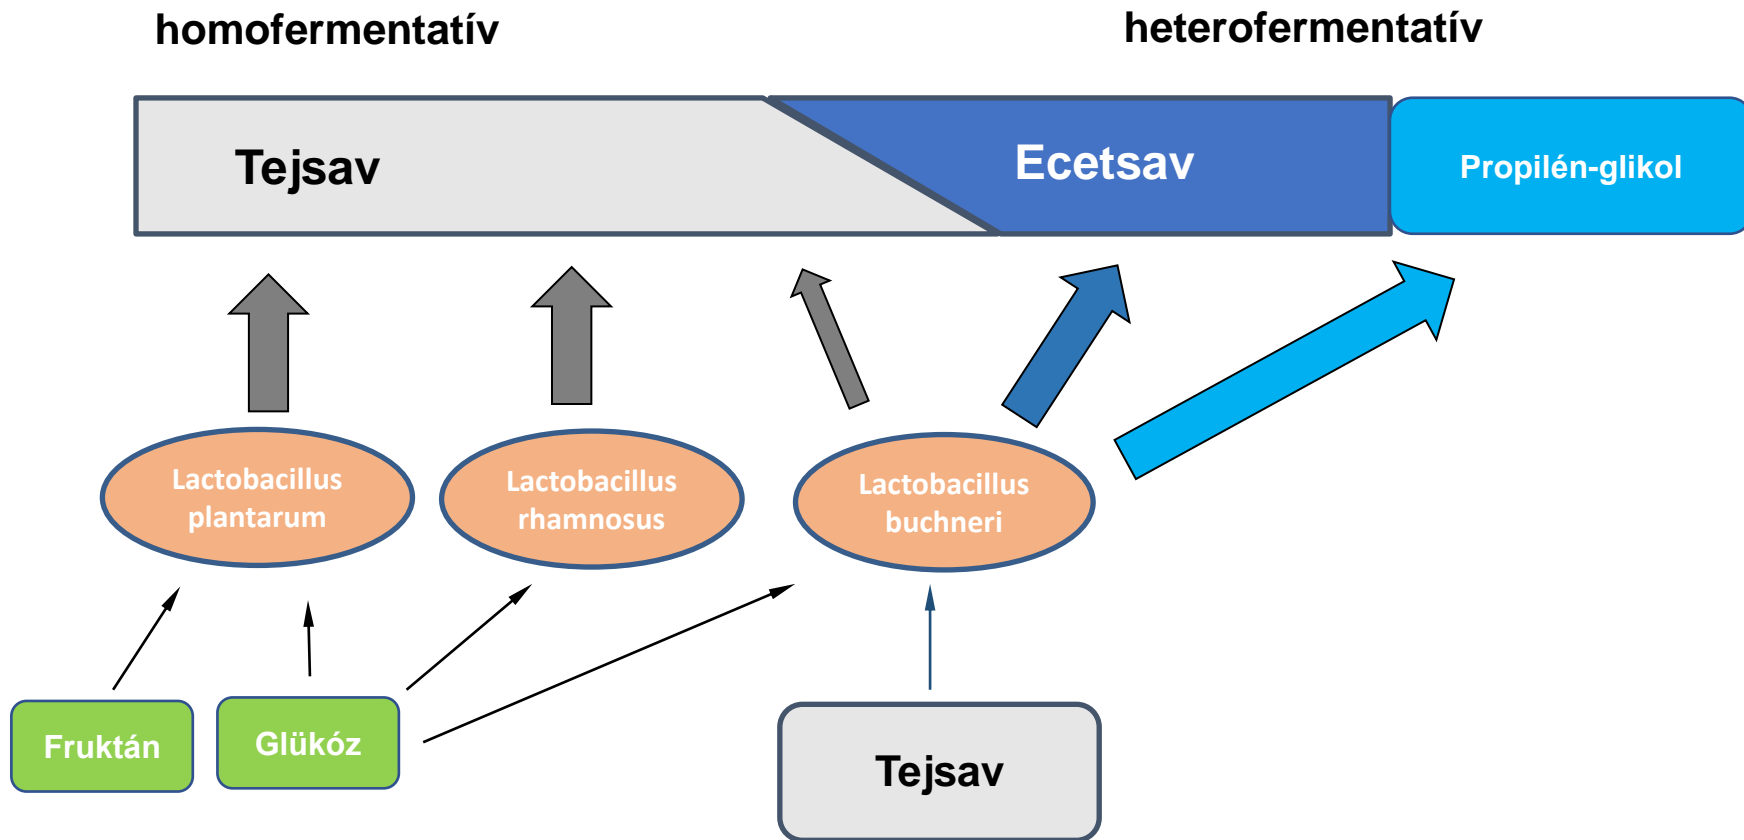 homofermentatív
heterofermentatív
Tejsav
Ecetsav
Propilén-glikol
Lactobacillus
plantarum
Lactobacillus
rhamnosus
Lactobacillus
buchneri
Fruktán
Glükóz
Tejsav